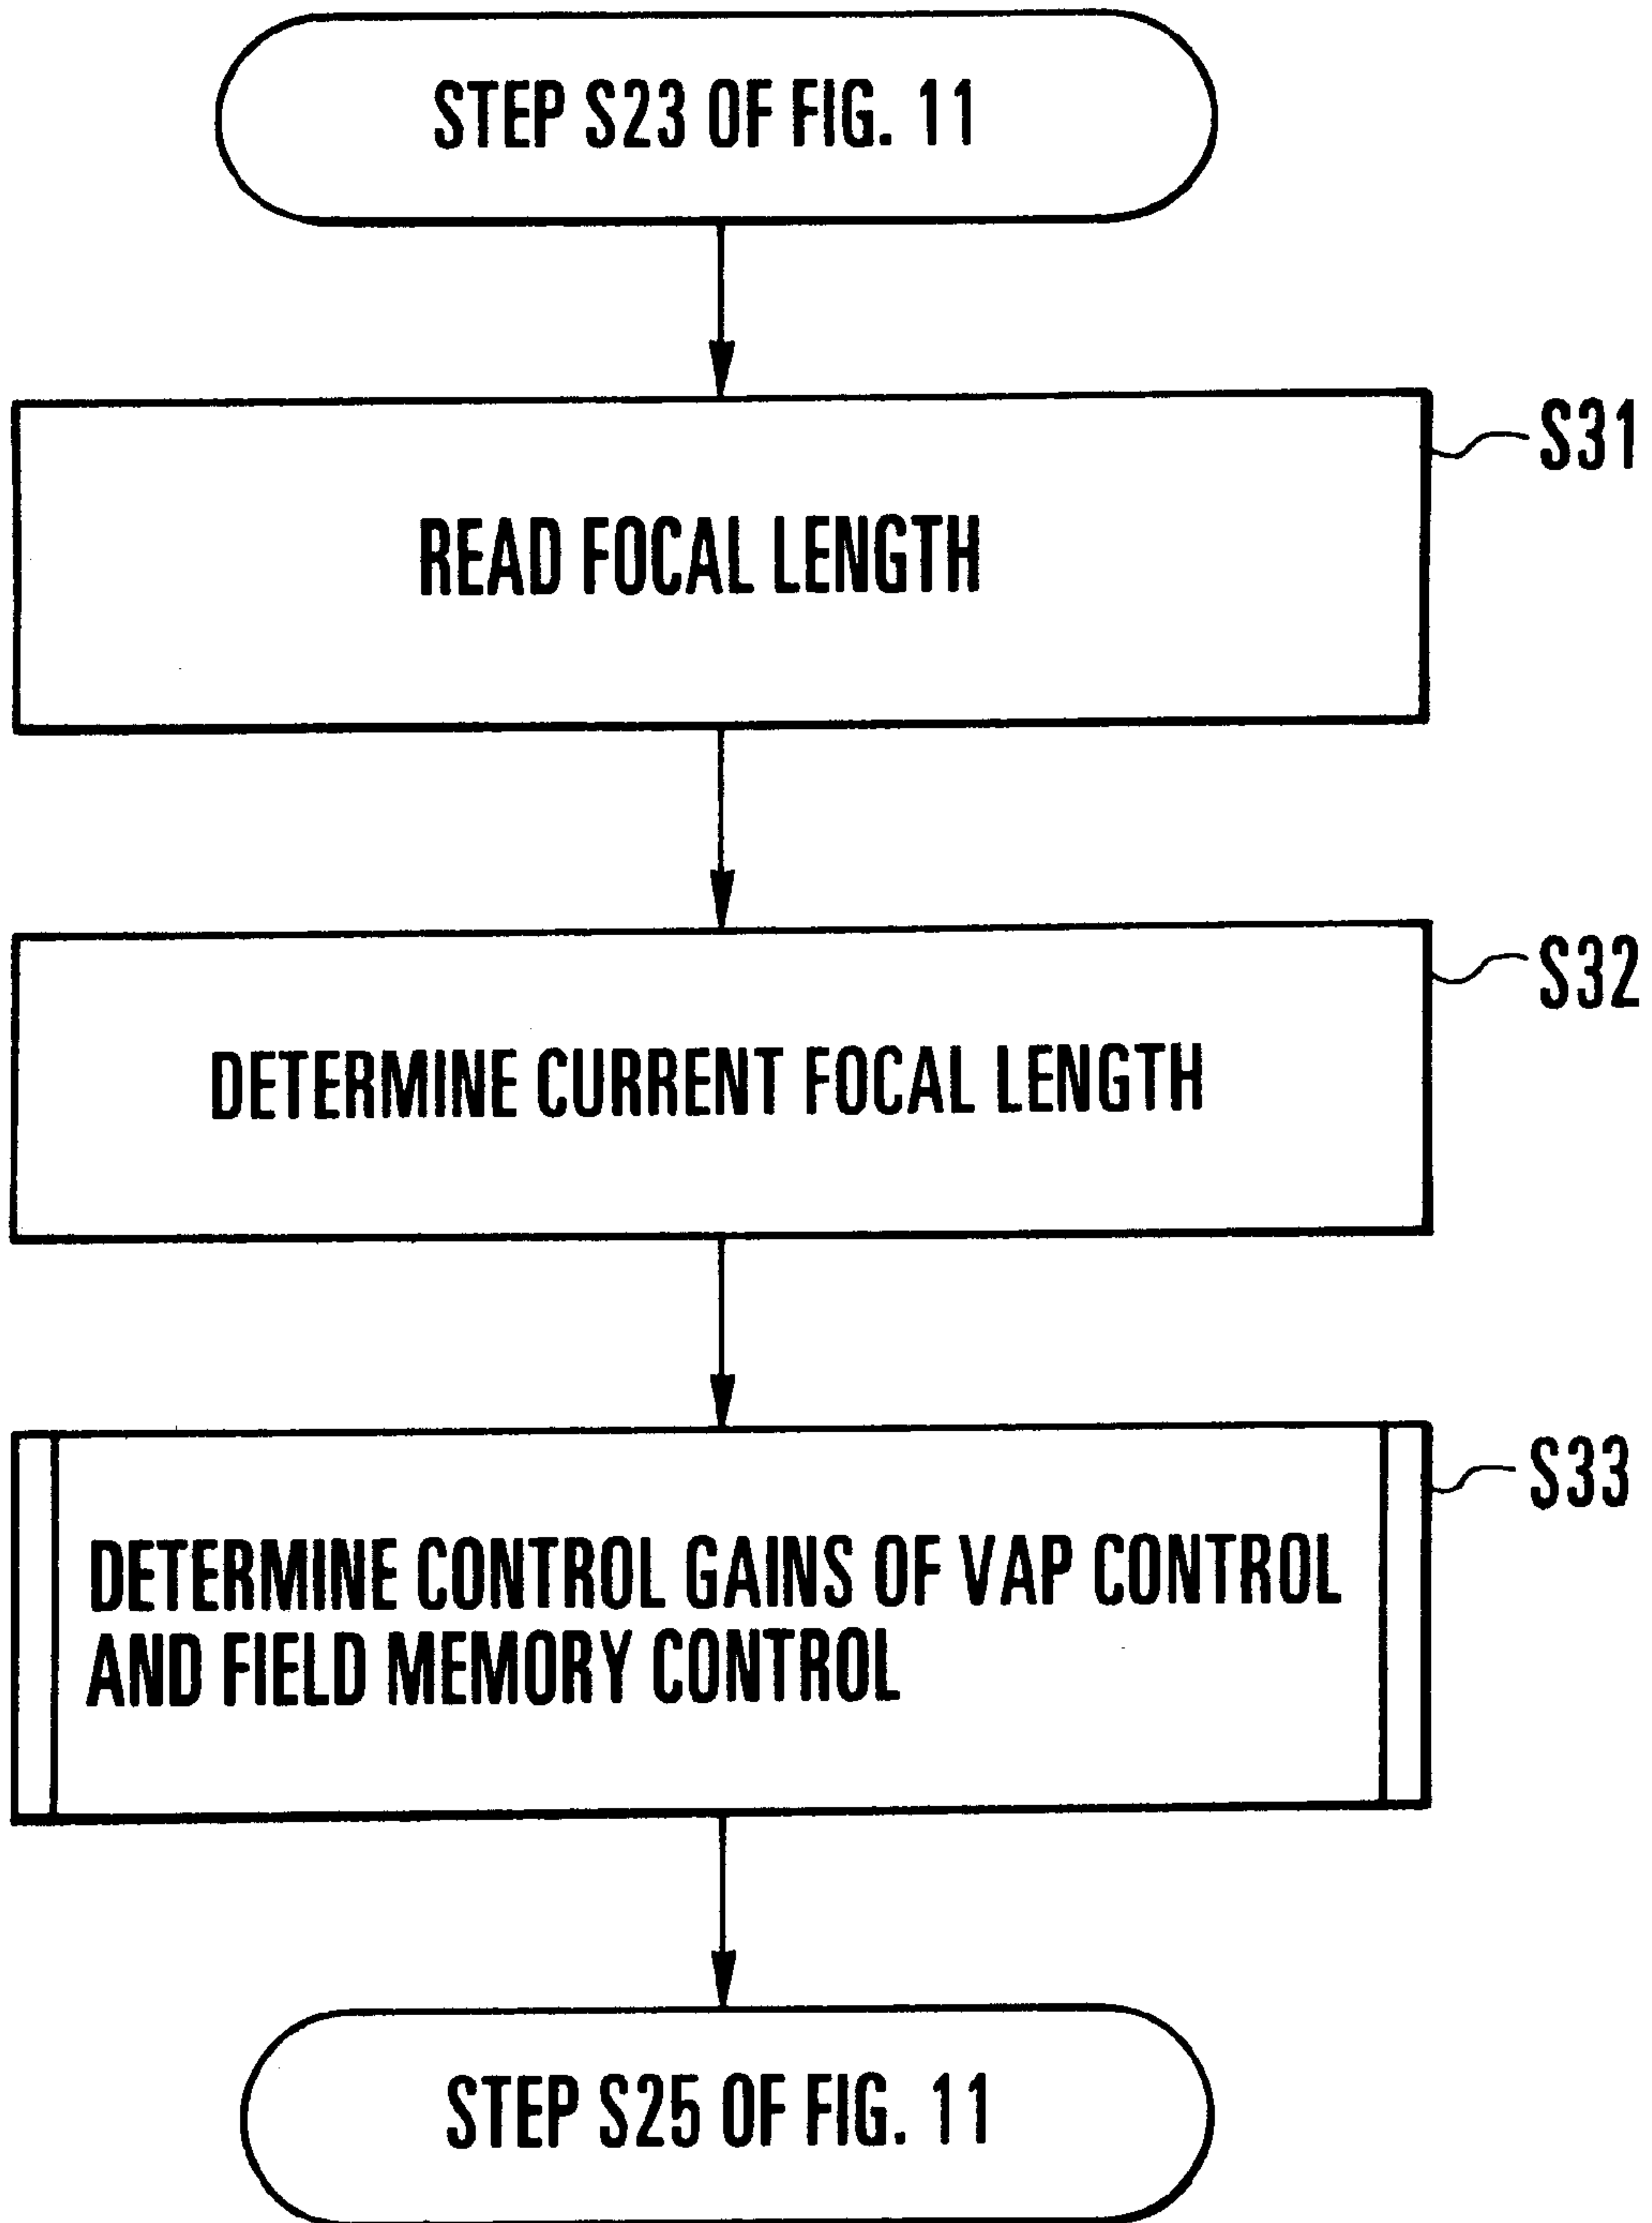 STEP S23 OF FIG. 11
S31
READ FOCAL LENGTH
S32
DETERMINE CURRENT FOCAL LENGTH
S33
DETERMINE CONTROL GAINS OF VAP CONTROL
AND FIELD MEMORY CONTROL
STEP S25 OF FIG. 11